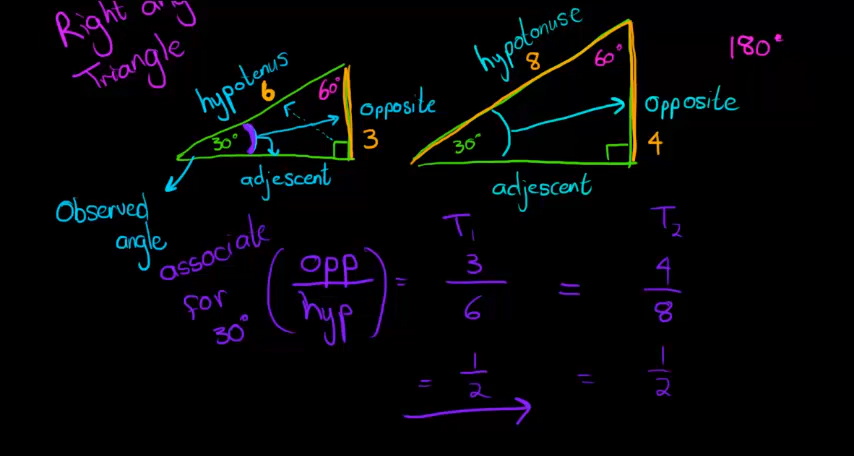 Right ang
Triangle
hypotenus
6
60°
r
30°
opposite
3
adjescent
Observed
angle
hypotonuse
8
60°
30°
opposite
4
adjescent
180°
associate
for
30°
T₁ T₂
(opp/hyp) = 3/6 = 4/8
= 1/2 = 1/2